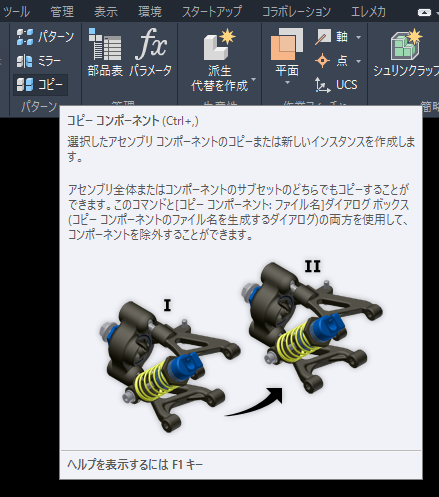 ツール 管理 表示 環境 スタートアップ コラボレーション エレメカ
パターン
ミラー
コピー
パターン
部品表
fx
パラメータ
管理
派生
代替を作成
平面
軸
点
UCS
シュリンクラップ
コピー コンポーネント (Ctrl+,)
選択したアセンブリ コンポーネントのコピーまたは新しいインスタンスを作成しま
す。
アセンブリ全体またはコンポーネントのサブセットのどちらでもコピーすることが
できます。このコマンドと[コピー コンポーネント: ファイル名]ダイアログ ボックス
(コピー コンポーネントのファイル名を生成するダイアログ)の両方を使用して、
コンポーネントを除外することができます。
I
II
ヘルプを表示するには F1 キー